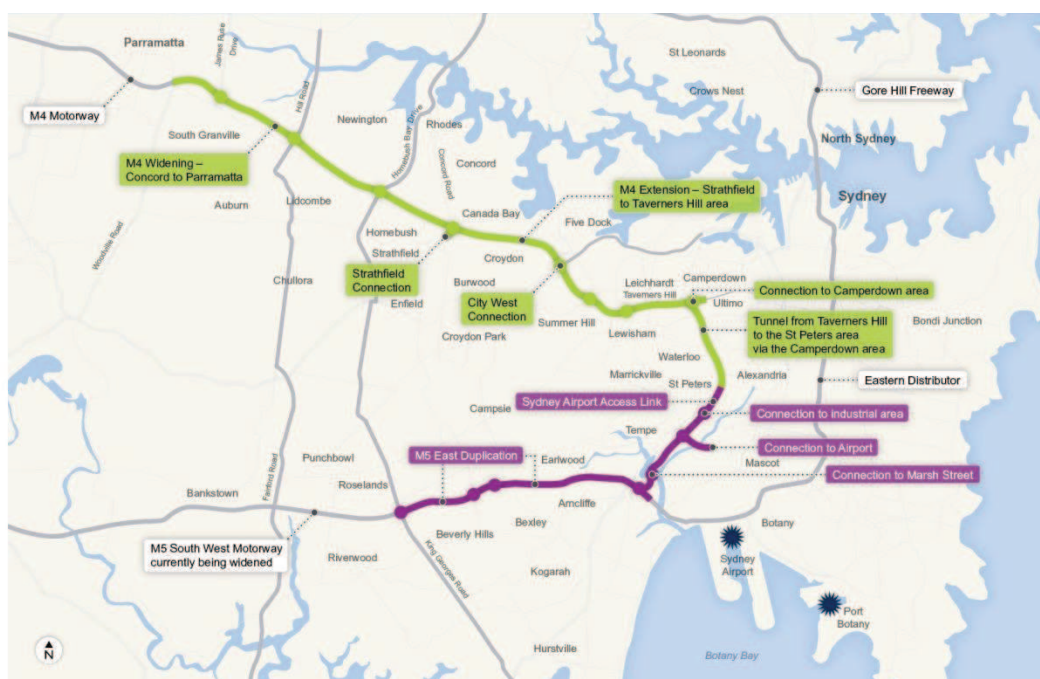 Parramatta
James Ruse
Drive
St Leonards
M4 Motorway
Hill Road
Crows Nest
Gore Hill Freeway
Newington
Homebush Bay Drive
Rhodes
South Granville
North Sydney
M4 Widening –
Concord to Parramatta
Concord Road
Concord
Sydney
M4 Extension – Strathfield
to Taverners Hill area
Auburn
Lidcombe
Canada Bay
Five Dock
Woodville Road
Homebush
Strathfield
Croydon
Chullora
Strathfield
Connection
Burwood
Enfield
City West
Connection
Leichhardt
Taverners Hill
Camperdown
Connection to Camperdown area
Ultimo
Summer Hill
Croydon Park
Lewisham
Tunnel from Taverners Hill
to the St Peters area
via the Camperdown area
Bondi Junction
Waterloo
Marrickville
St Peters
Alexandria
Eastern Distributor
Sydney Airport Access Link
Campsie
Connection to industrial area
Tempe
Connection to Airport
Punchbowl
M5 East Duplication
Earlwood
Mascot
Connection to Marsh Street
Fairford Road
Roselands
Bankstown
Arncliffe
Bexley
Beverly Hills
Botany
M5 South West Motorway
currently being widened
Riverwood
King Georges Road
Kogarah
Sydney
Airport
Port
Botany
Hurstville
Botany Bay
N